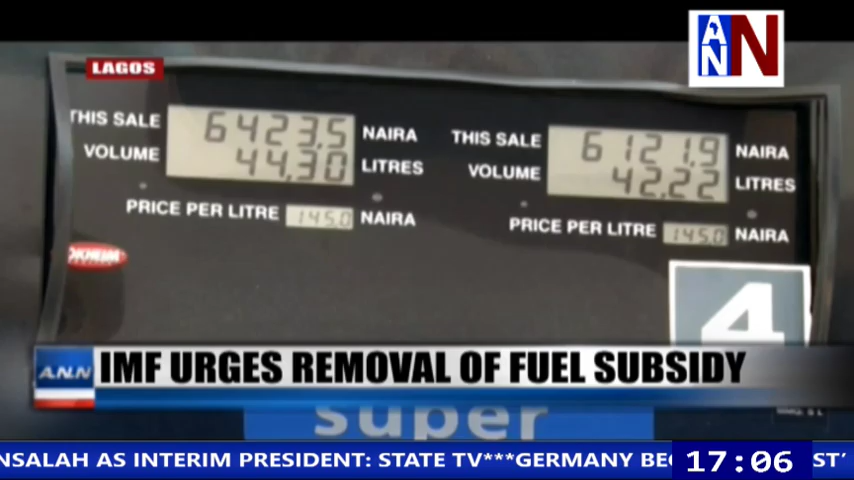 LAGOS
ANN
THIS SALE 6423.5 NAIRA
VOLUME 44.30 LITRES
PRICE PER LITRE 145.0 NAIRA
THIS SALE 6121.9 NAIRA
VOLUME 42.22 LITRES
PRICE PER LITRE 145.0 NAIRA
4
A.N.N IMF URGES REMOVAL OF FUEL SUBSIDY
super
NSALAH AS INTERIM PRESIDENT: STATE TV***GERMANY BE
17:06
ST'